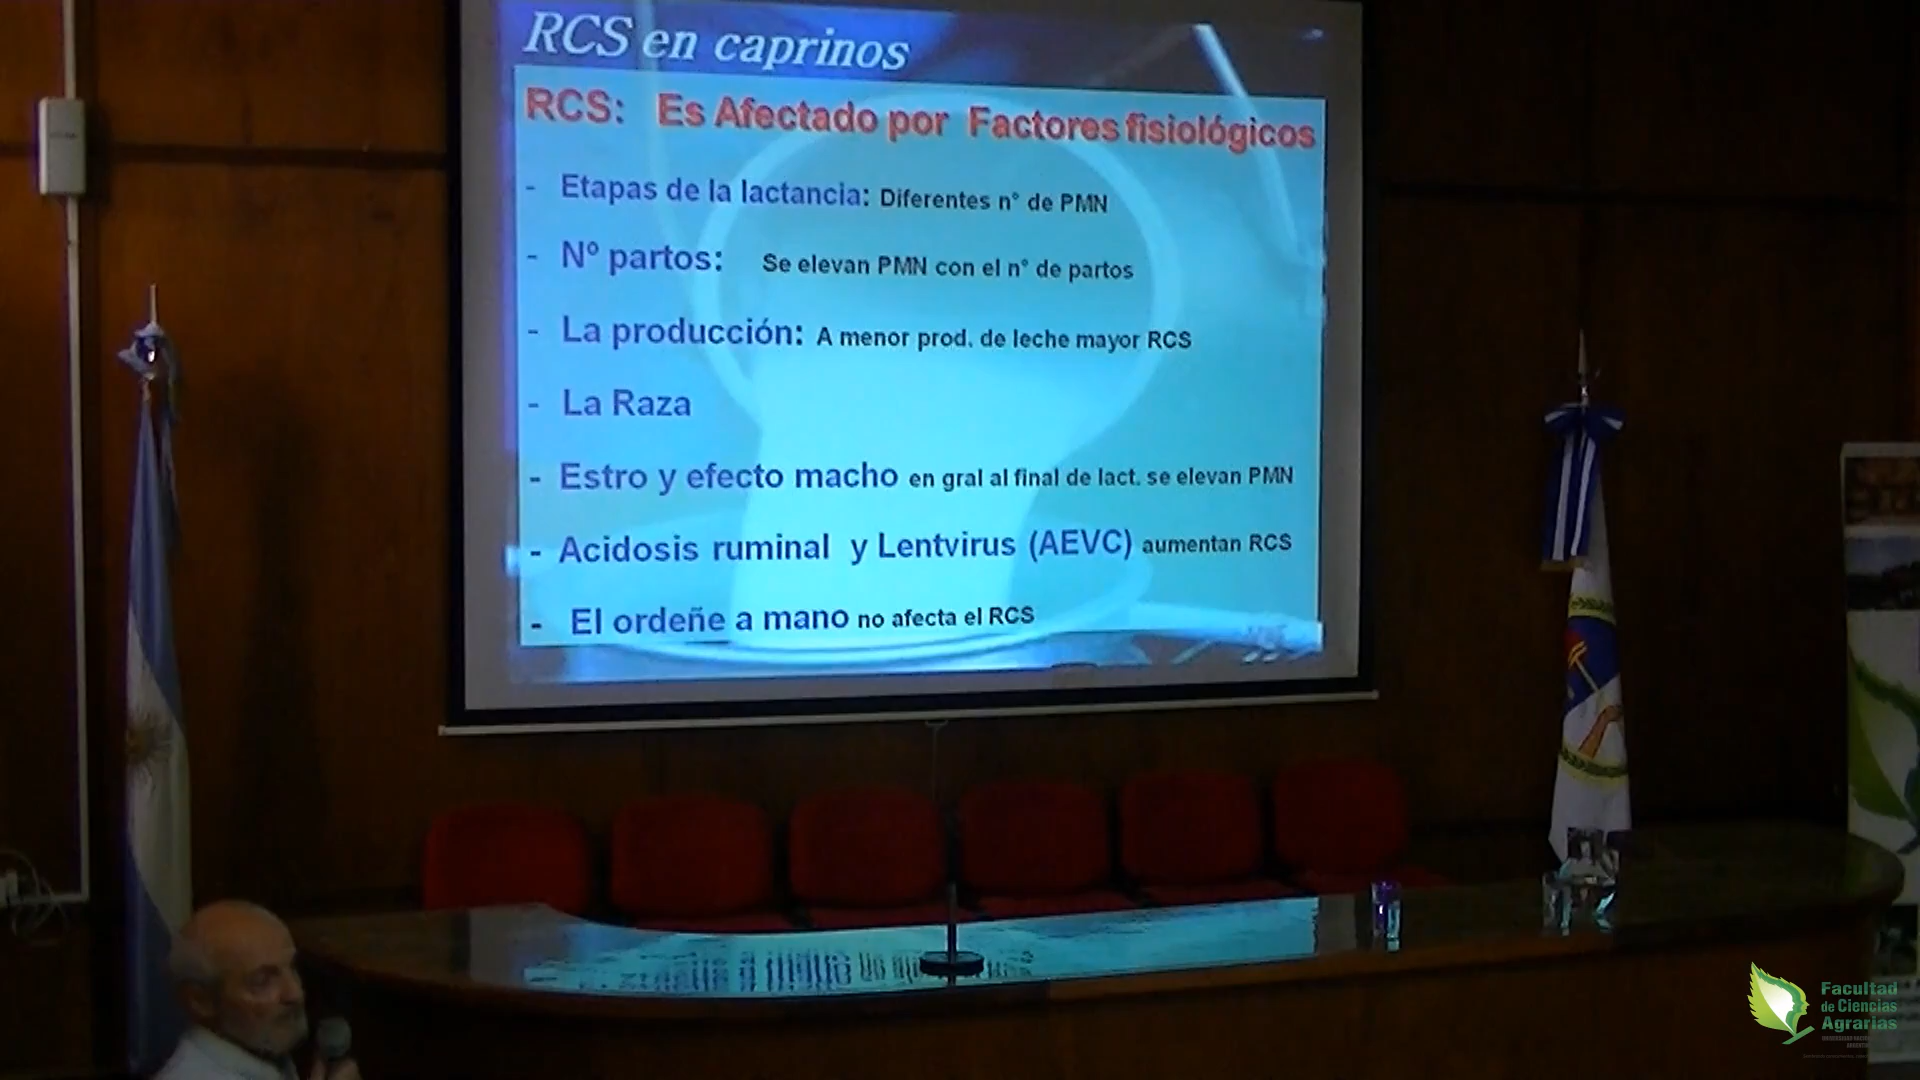 RCS en caprinos
RCS: Es Afectado por Factores fisiológicos
- Etapas de la lactancia: Diferentes n° de PMN
- Nº partos: Se elevan PMN con el n° de partos
- La producción: A menor prod. de leche mayor RCS
- La Raza
- Estro y efecto macho en gral al final de lact. se elevan PMN
- Acidosis ruminal y Lentvirus (AEVC) aumentan RCS
- El ordeñe a mano no afecta el RCS
Facultad
de Ciencias
Agrarias